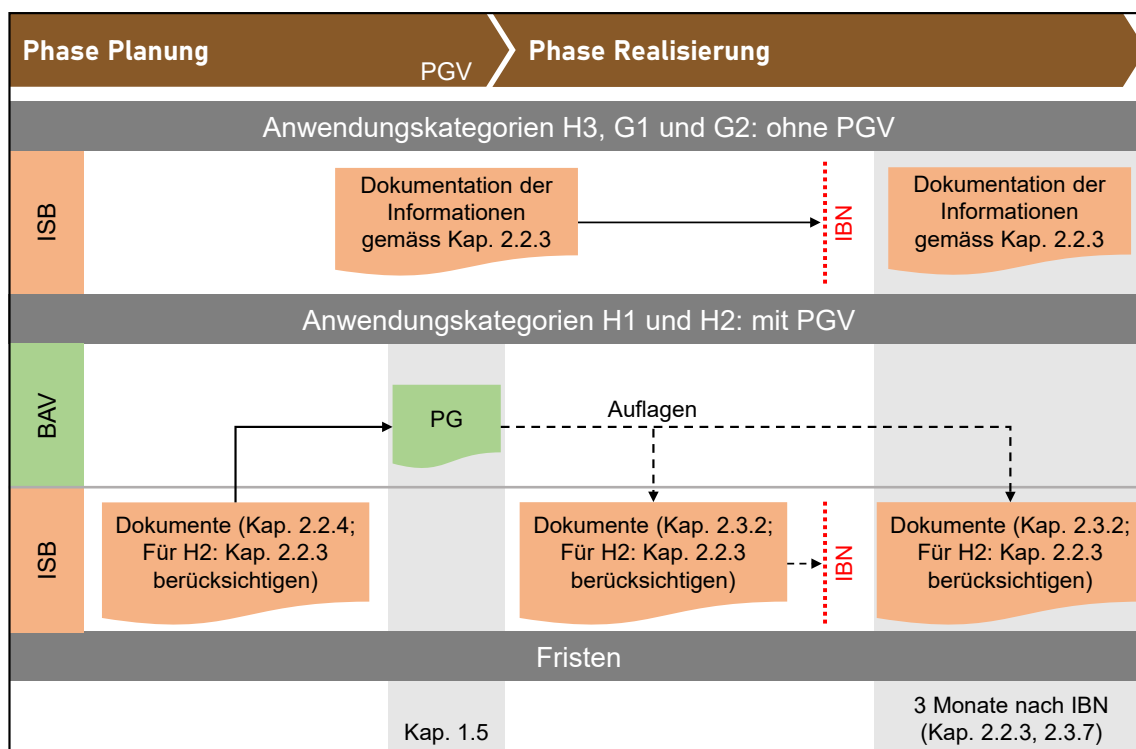 Phase Planung
PGV
Phase Realisierung
Anwendungskategorien H3, G1 und G2: ohne PGV
ISB
Dokumentation der
Informationen
gemäss Kap. 2.2.3
IBN
Dokumentation der
Informationen
gemäss Kap. 2.2.3
Anwendungskategorien H1 und H2: mit PGV
BAV
PG
Auflagen
ISB
Dokumente (Kap. 2.2.4;
Für H2: Kap. 2.2.3
berücksichtigen)
Dokumente (Kap. 2.3.2;
Für H2: Kap. 2.2.3
berücksichtigen)
IBN
Dokumente (Kap. 2.3.2;
Für H2: Kap. 2.2.3
berücksichtigen)
Fristen
Kap. 1.5
3 Monate nach IBN
(Kap. 2.2.3, 2.3.7)